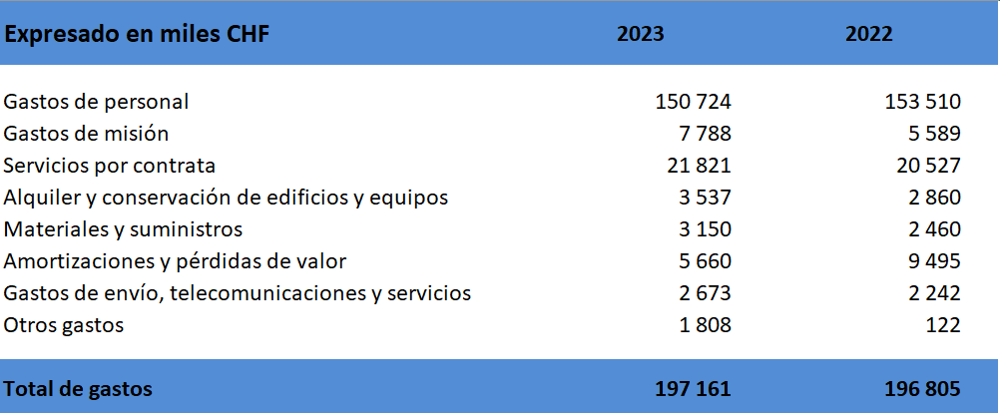 Expresado en miles CHF 2023 2022
Gastos de personal 150 724 153 510
Gastos de misión 7 788 5 589
Servicios por contrata 21 821 20 527
Alquiler y conservación de edificios y equipos 3 537 2 860
Materiales y suministros 3 150 2 460
Amortizaciones y pérdidas de valor 5 660 9 495
Gastos de envío, telecomunicaciones y servicios 2 673 2 242
Otros gastos 1 808 122
Total de gastos 197 161 196 805